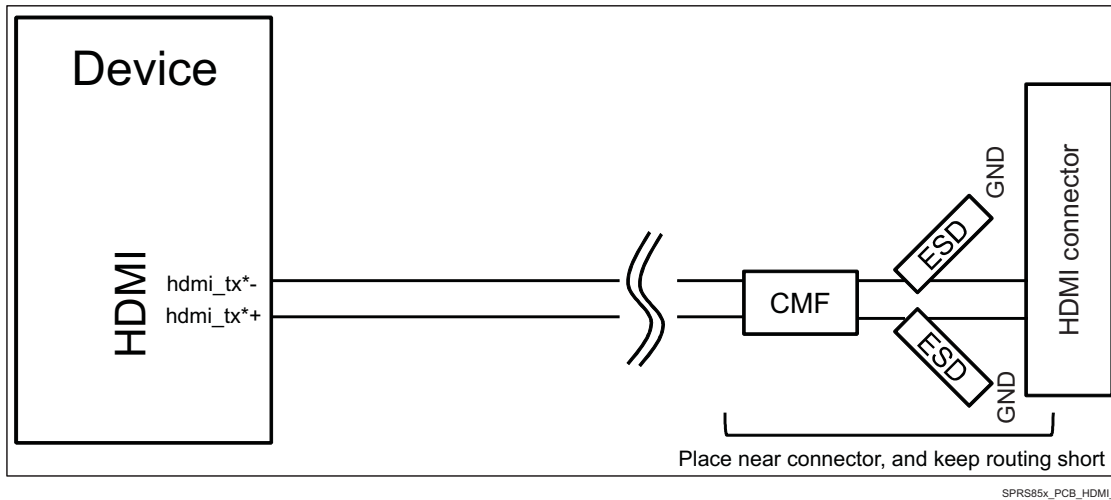 Device
HDMI
hdmi_tx*-
hdmi_tx*+
CMF
ESD
GND
ESD
GND
HDMI connector
Place near connector, and keep routing short
SPRS85x_PCB_HDMI_